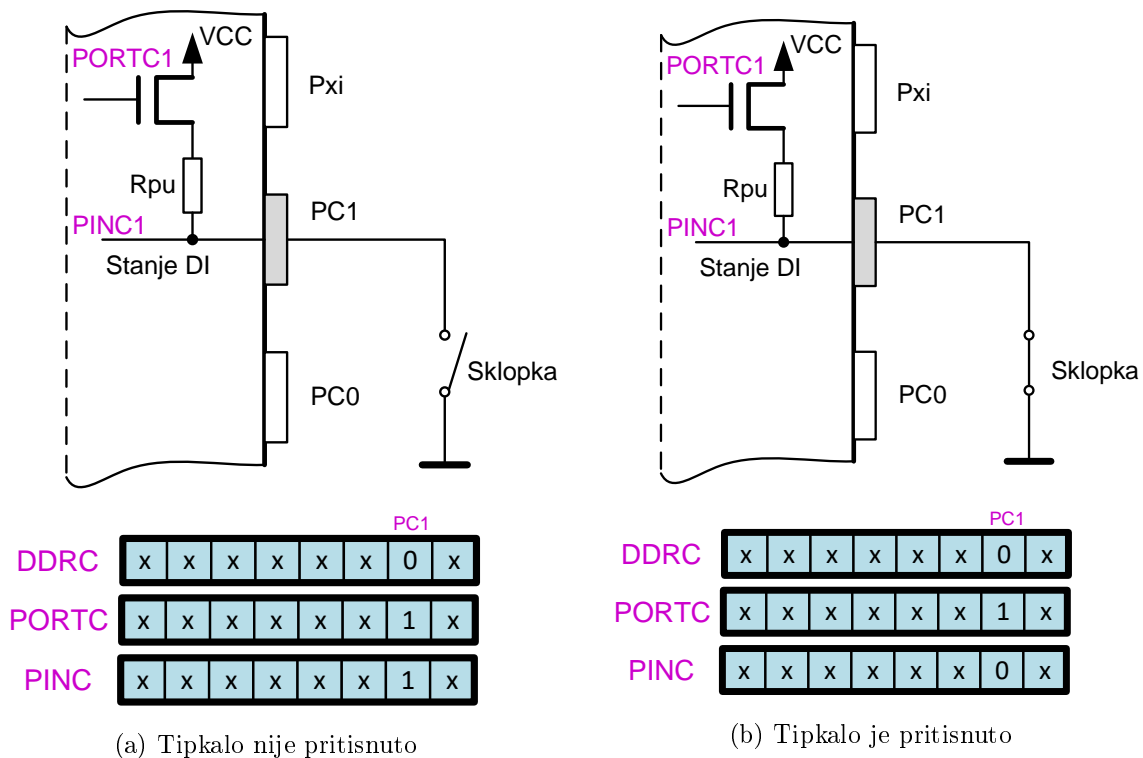 VCC
PORTC1
Pxi
Rpu
PC1
PINC1
Stanje DI
Sklopka
PC0
PC1
DDRC x x x x x x 0 x
PORTC x x x x x x 1 x
PINC x x x x x x 1 x
(a) Tipkalo nije pritisnuto
VCC
PORTC1
Pxi
Rpu
PC1
PINC1
Stanje DI
Sklopka
PC0
PC1
DDRC x x x x x x 0 x
PORTC x x x x x x 1 x
PINC x x x x x x 0 x
(b) Tipkalo je pritisnuto